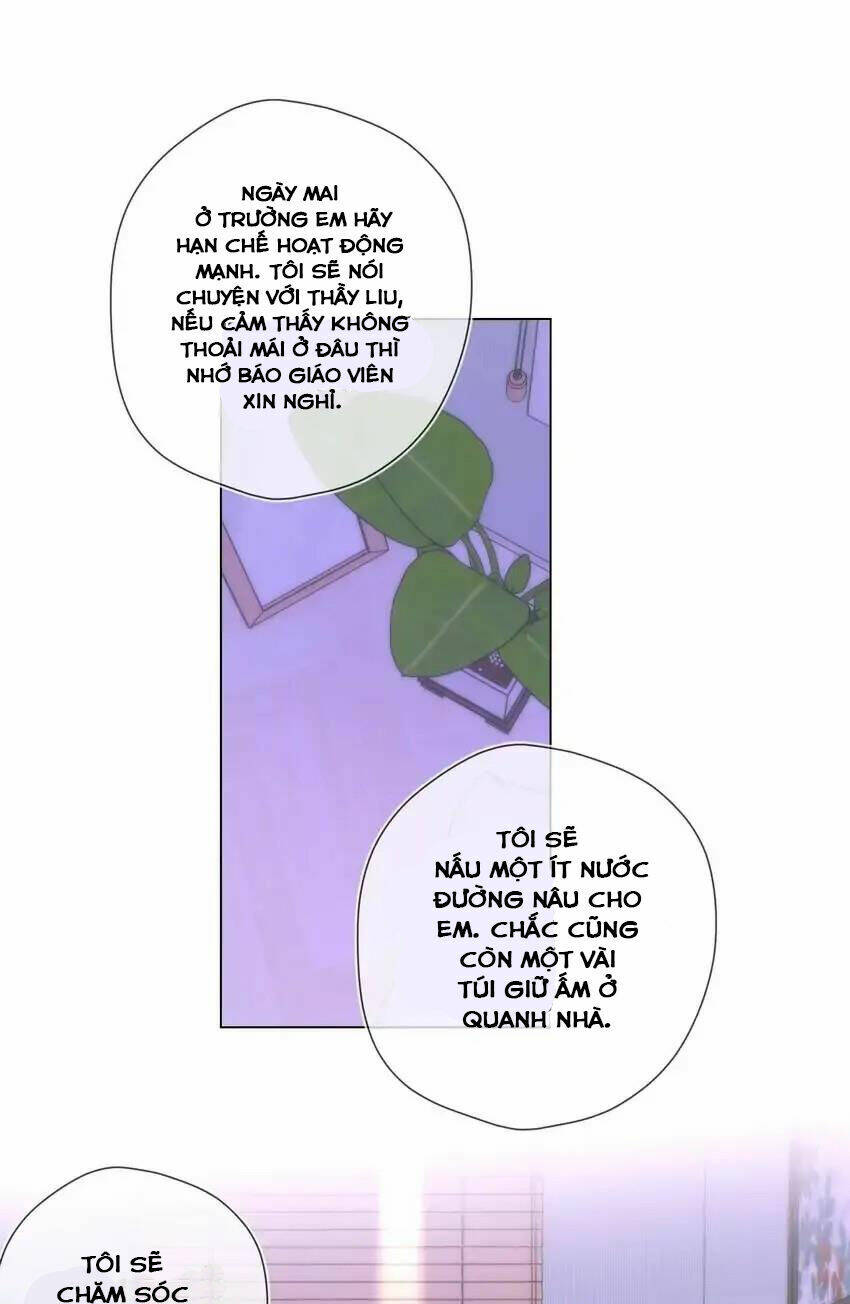 NGÀY MAI
Ở TRƯỜNG EM HÃY
HẠN CHẾ HOẠT ĐỘNG
MẠNH. TÔI SẼ NÓI
CHUYỆN VỚI THẦY LIU,
NẾU CẢM THẤY KHÔNG
THOẢI MÁI Ở ĐÂU THÌ
NHỚ BÁO GIÁO VIÊN
XIN NGHỈ.
TÔI SẼ
NẤU MỘT ÍT NƯỚC
ĐƯỜNG NÂU CHO
EM. CHẮC CŨNG
CÒN MỘT VÀI
TÚI GIỮ ẤM Ở
QUANH NHÀ.
TÔI SẼ
CHĂM SÓC